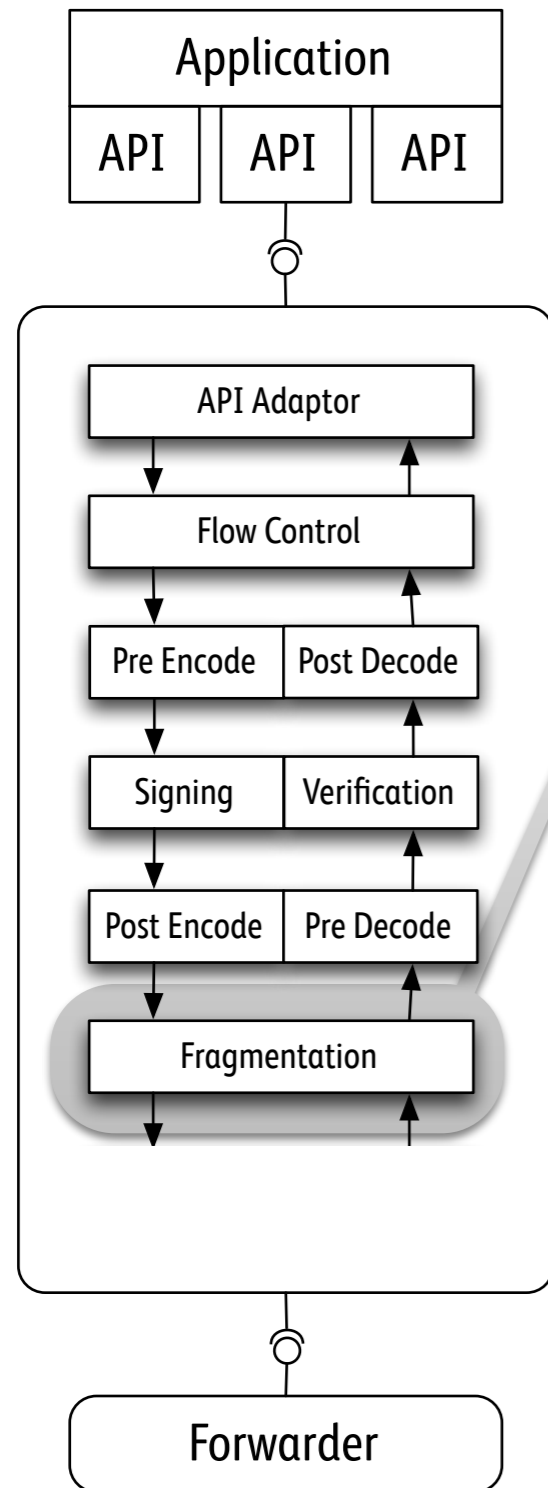 Application
API API API
API Adaptor
Flow Control
Pre Encode Post Decode
Signing Verification
Post Encode Pre Decode
Fragmentation
Forwarder